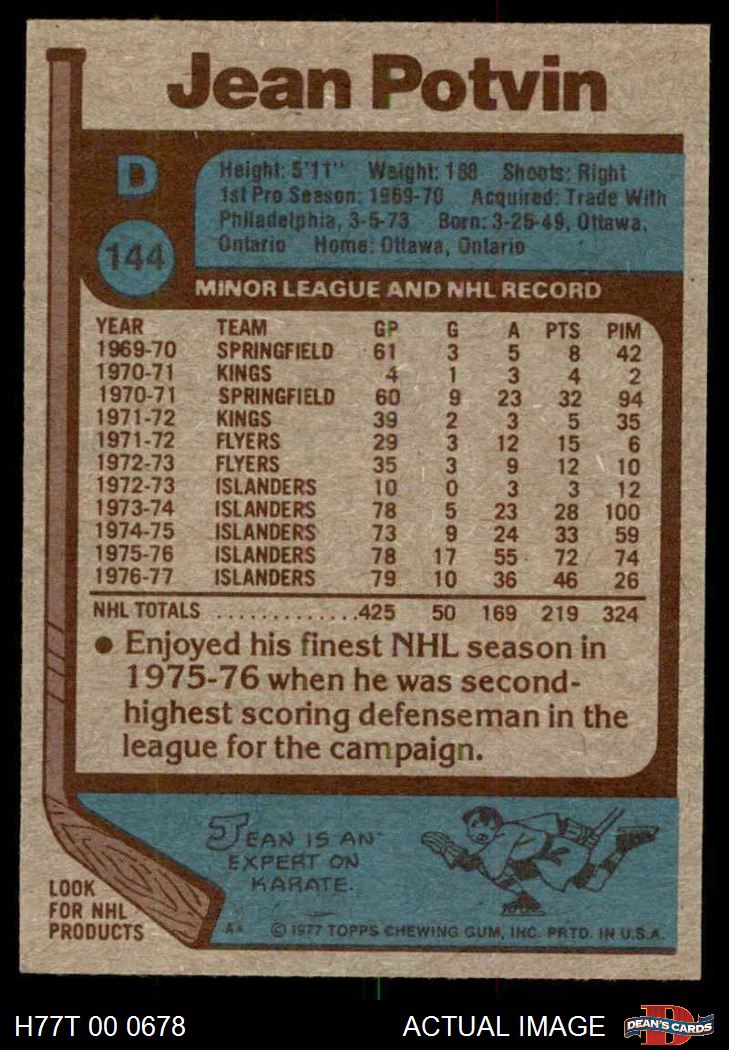 Jean Potvin
D
144
Height: 5'11" Weight: 188 Shoots: Right
1st Pro Season: 1969-70 Acquired: Trade With
Philadelphia, 3-5-73 Born: 3-25-49, Ottawa,
Ontario Home: Ottawa, Ontario
MINOR LEAGUE AND NHL RECORD
YEAR TEAM GP G A PTS PIM
1969-70 SPRINGFIELD 61 3 5 8 42
1970-71 KINGS 4 1 3 4 2
1970-71 SPRINGFIELD 60 9 23 32 94
1971-72 KINGS 39 2 3 5 35
1971-72 FLYERS 29 3 12 15 6
1972-73 FLYERS 35 3 9 12 10
1972-73 ISLANDERS 10 0 3 3 12
1973-74 ISLANDERS 78 5 23 28 100
1974-75 ISLANDERS 73 9 24 33 59
1975-76 ISLANDERS 78 17 55 72 74
1976-77 ISLANDERS 79 10 36 46 26
NHL TOTALS .............425 50 169 219 324
• Enjoyed his finest NHL season in
1975-76 when he was second-
highest scoring defenseman in the
league for the campaign.
JEAN IS AN
EXPERT ON
KARATE.
LOOK
FOR NHL
PRODUCTS
A* © 1977 TOPPS CHEWING GUM, INC. PRTD. IN U.S.A.
H77T 00 0678 ACTUAL IMAGE D DEAN'S CARDS